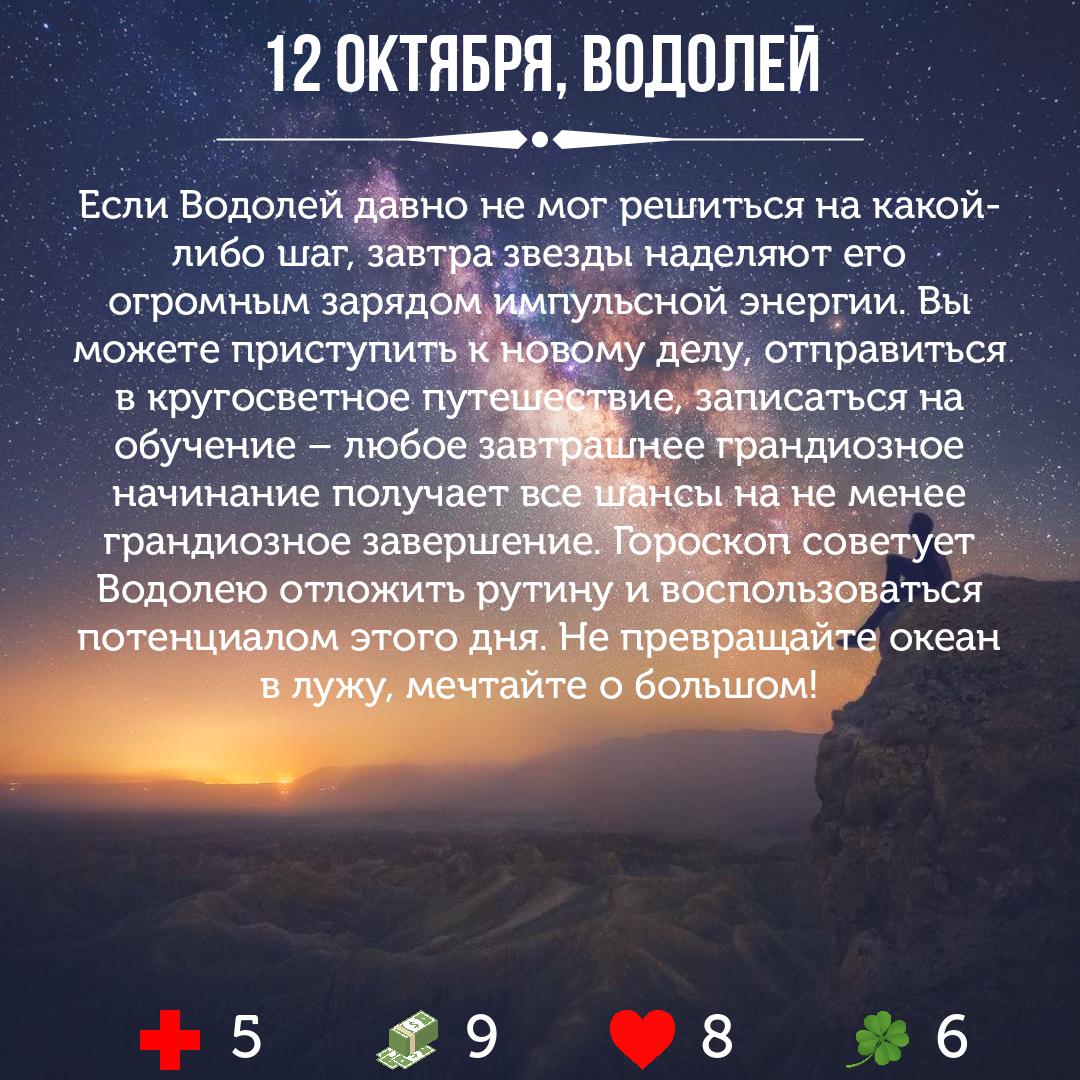 12 ОКТЯБРЯ, ВОДОЛЕЙ
Если Водолей давно не мог решиться на какой-
либо шаг, завтра звезды наделяют его
огромным зарядом импульсной энергии. Вы
можете приступить к новому делу, отправиться
в кругосветное путешествие, записаться на
обучение – любое завтрашнее грандиозное
начинание получает все шансы на не менее
грандиозное завершение. Гороскоп советует
Водолею отложить рутину и воспользоваться
потенциалом этого дня. Не превращайте океан
в лужу, мечтайте о большом!
5 9 8 6